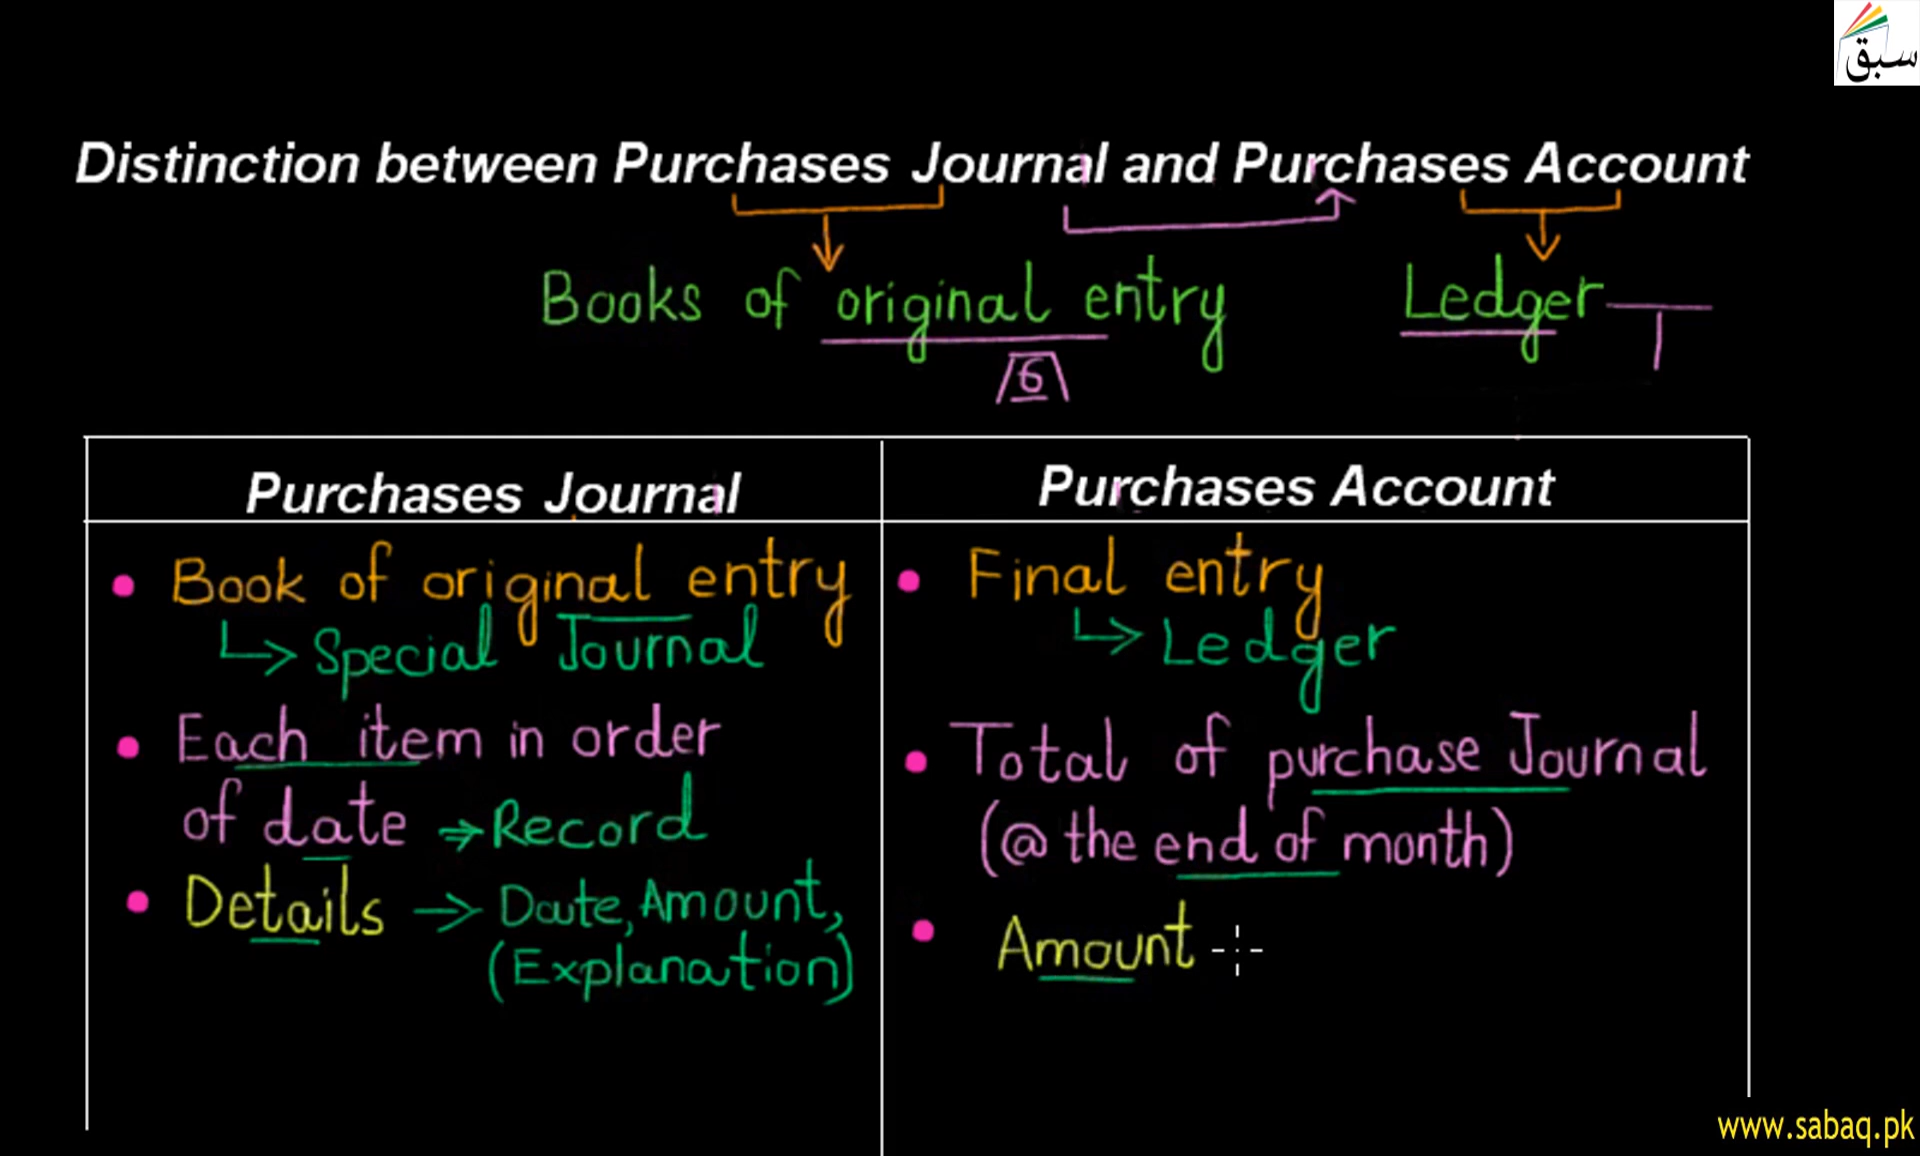 سبق
Distinction between Purchases Journal and Purchases Account
Books of original entry
Ledger
6
Purchases Journal
Purchases Account
• Book of original entry
Special Journal
• Each item in order
of date → Record
• Details → Date, Amount,
(Explanation)
• Final entry
Ledger
• Total of purchase Journal
(@ the end of month)
• Amount
www.sabaq.pk